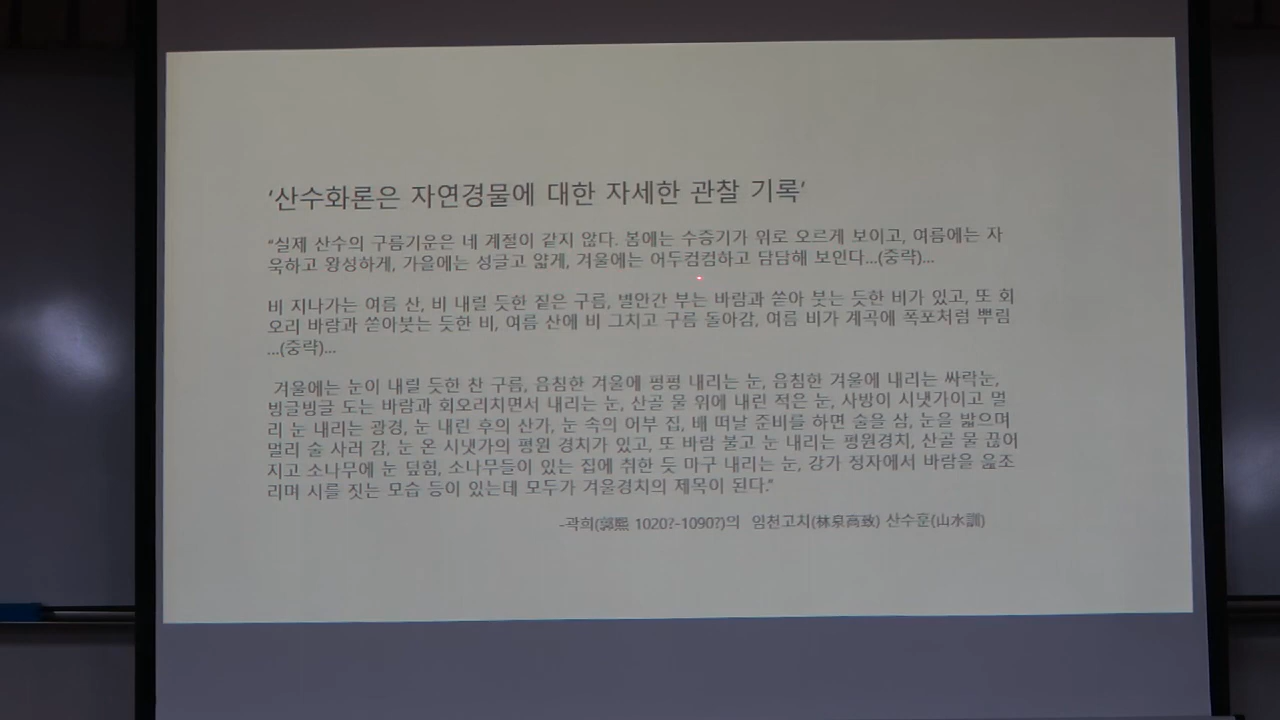 ‘산수화론은 자연경물에 대한 자세한 관찰 기록’
“실제 산수의 구름기운은 네 계절이 같지 않다. 봄에는 수증기가 위로 오르게 보이고, 여름에는 자
욱하고 왕성하게, 가을에는 성글고 얇게, 겨울에는 어두컴컴하고 담담해 보인다...(중략)...
비 지나가는 여름 산, 비 내릴 듯한 짙은 구름, 별안간 부는 바람과 쏟아 붓는 듯한 비가 있고, 또 회
오리 바람과 쏟아붓는 듯한 비, 여름 산에 비 그치고 구름 돌아감, 여름 비가 계곡에 폭포처럼 뿌림
...(중략)...
겨울에는 눈이 내릴 듯한 찬 구름, 음침한 겨울에 펑펑 내리는 눈, 음침한 겨울에 내리는 싸락눈,
빙글빙글 도는 바람과 회오리치면서 내리는 눈, 산골 물 위에 내린 적은 눈, 사방이 시냇가이고 멀
리 눈 내리는 광경, 눈 내린 후의 산가, 눈 속의 어부 집, 배 떠날 준비를 하면 술을 삼, 눈을 밟으며
멀리 술 사러 감, 눈 온 시냇가의 평원 경치가 있고, 또 바람 불고 눈 내리는 평원경치, 산골 물 끊어
지고 소나무에 눈 덮힘, 소나무들이 있는 집에 취한 듯 마구 내리는 눈, 강가 정자에서 바람을 읊조
리며 시를 짓는 모습 등이 있는데 모두가 겨울경치의 제목이 된다.”
-곽희(郭熙 1020?-1090?)의 임천고치(林泉高致) 산수훈(山水訓)